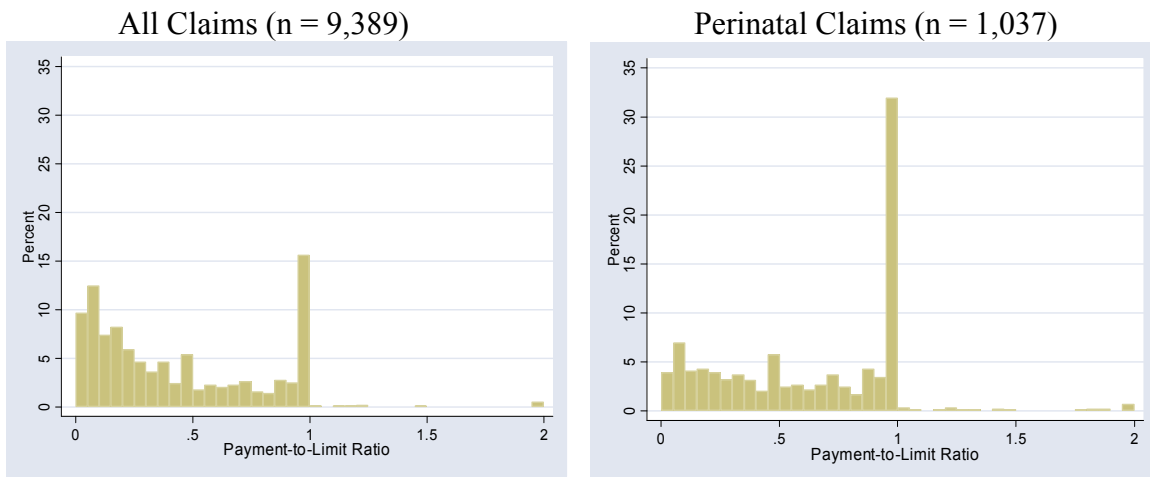 All Claims (n = 9,389)
35
30
25
20
15
10
5
0
Percent
0 .5 1 1.5 2
Payment-to-Limit Ratio
Perinatal Claims (n = 1,037)
35
30
25
20
15
10
5
0
Percent
0 .5 1 1.5 2
Payment-to-Limit Ratio